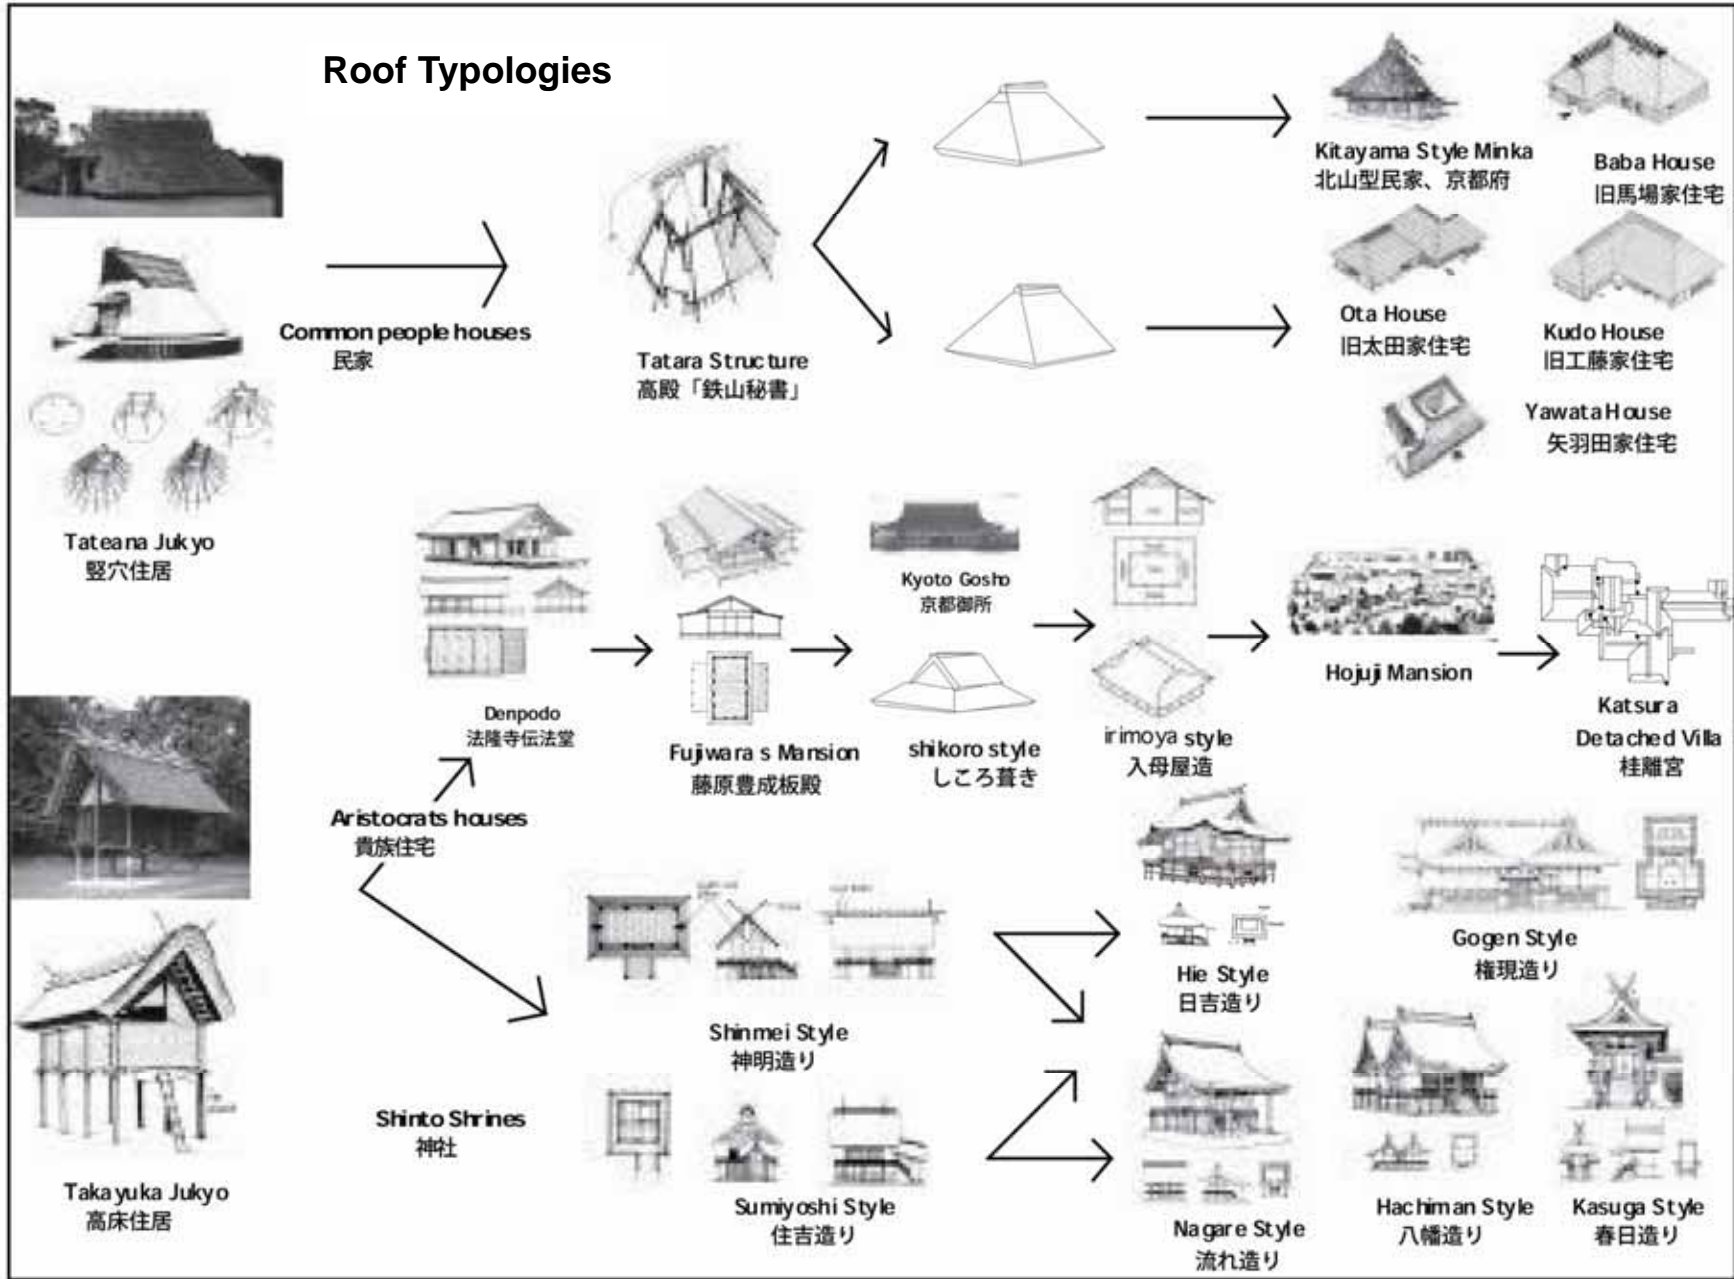 Roof Typologies
Kitayama Style Minka
北山型民家、京都府
Baba House
旧馬場家住宅
Common people houses
民家
Tatara Structure
高殿「鉄山秘書」
Ota House
旧太田家住宅
Kudo House
旧工藤家住宅
Yawata House
矢羽田家住宅
Tateana Jukyo
竪穴住居
Denpodo
法隆寺伝法堂
Fujiwara s Mansion
藤原豊成板殿
Kyoto Gosho
京都御所
shikoro style
しころ葺き
irimoya style
入母屋造
Hojuji Mansion
Katsura
Detached Villa
桂離宮
Aristocrats houses
貴族住宅
Shinmei Style
神明造り
Hie Style
日吉造り
Gogen Style
権現造り
Shinto Shrines
神社
Takayuka Jukyo
高床住居
Sumiyoshi Style
住吉造り
Nagare Style
流れ造り
Hachiman Style
八幡造り
Kasuga Style
春日造り